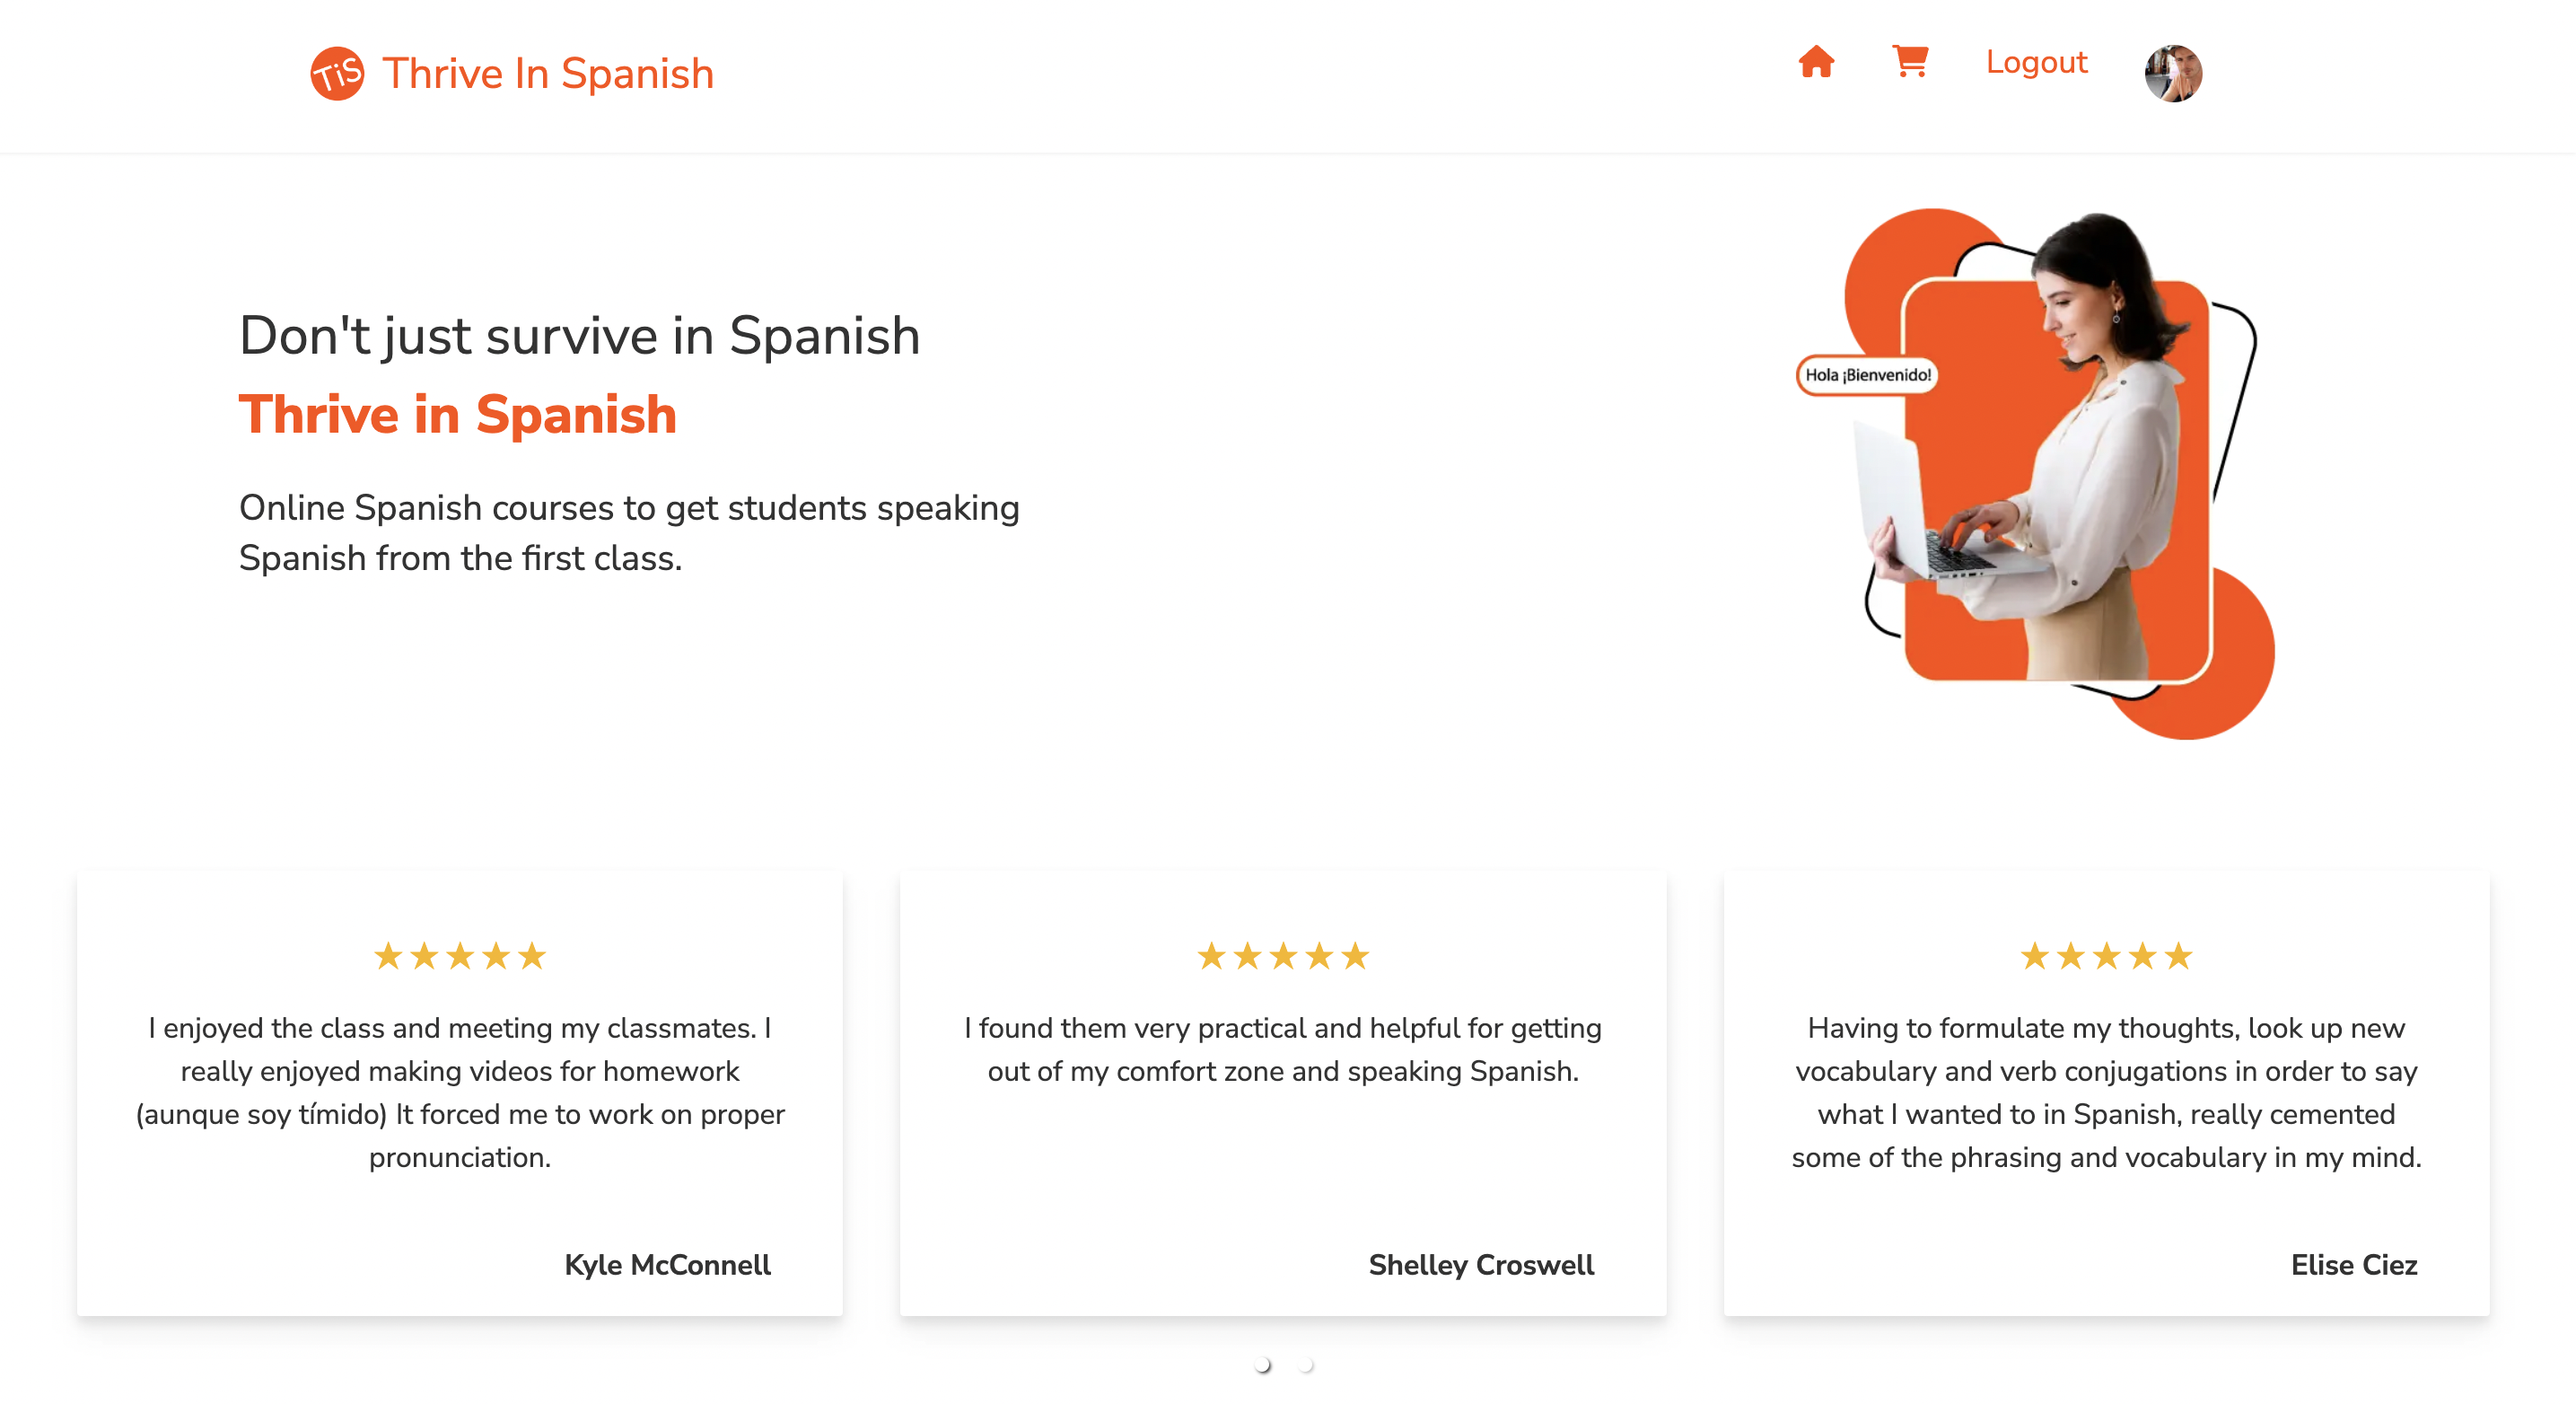 TiS Thrive In Spanish
Logout
Don't just survive in Spanish
Thrive in Spanish
Online Spanish courses to get students speaking
Spanish from the first class.
Hola ¡Bienvenido!
I enjoyed the class and meeting my classmates. I
really enjoyed making videos for homework
(aunque soy tímido) It forced me to work on proper
pronunciation.
Kyle McConnell
I found them very practical and helpful for getting
out of my comfort zone and speaking Spanish.
Shelley Croswell
Having to formulate my thoughts, look up new
vocabulary and verb conjugations in order to say
what I wanted to in Spanish, really cemented
some of the phrasing and vocabulary in my mind.
Elise Ciez